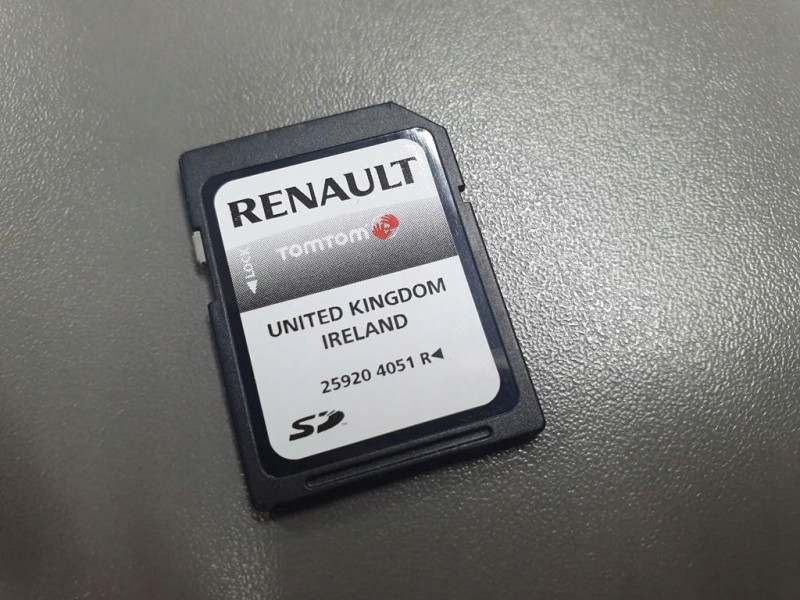 RENAULT
TOMTOM
◀LOCK
UNITED KINGDOM
IRELAND
25920 4051 R◀
SD